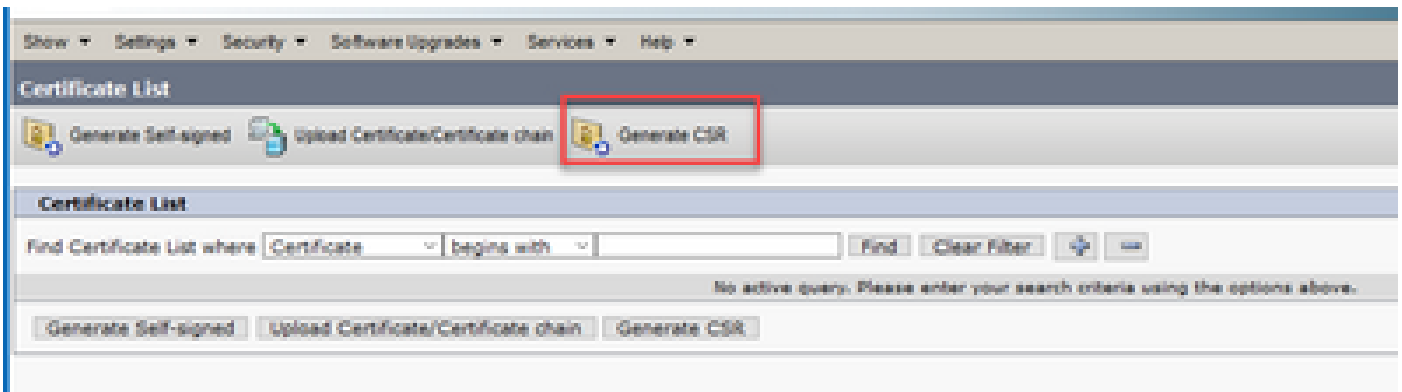 Show Settings Security Software Upgrades Services Help
Certificate List
Generate Self-signed Upload Certificate/Certificate chain Generate CSR
Certificate List
Find Certificate List where Certificate begins with Find Clear Filter
No active query. Please enter your search criteria using the options above.
Generate Self-signed Upload Certificate/Certificate chain Generate CSR